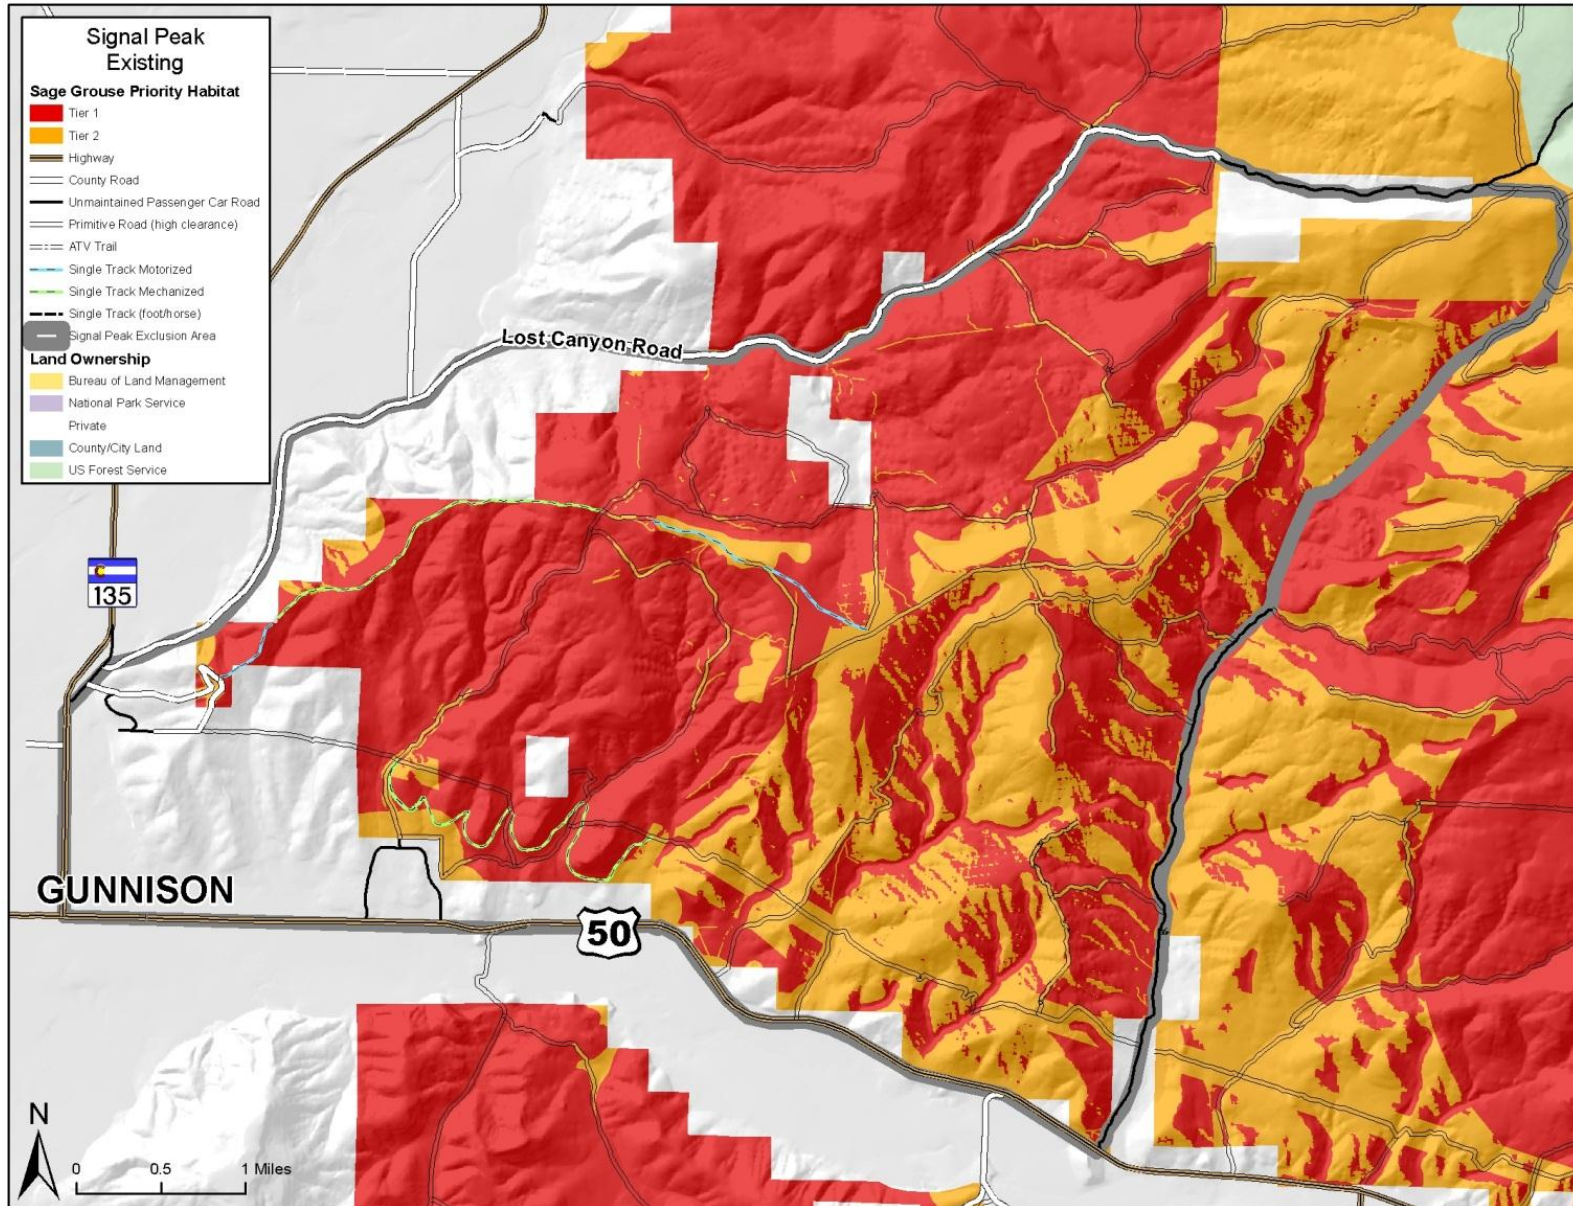 Signal Peak
Existing
Sage Grouse Priority Habitat
Tier 1
Tier 2
Highway
County Road
Unmaintained Passenger Car Road
Primitive Road (high clearance)
ATV Trail
Single Track Motorized
Single Track Mechanized
Single Track (foot/horse)
Signal Peak Exclusion Area
Land Ownership
Bureau of Land Management
National Park Service
Private
County/City Land
US Forest Service
Lost Canyon Road
135
GUNNISON
50
N
0 0.5 1 Miles